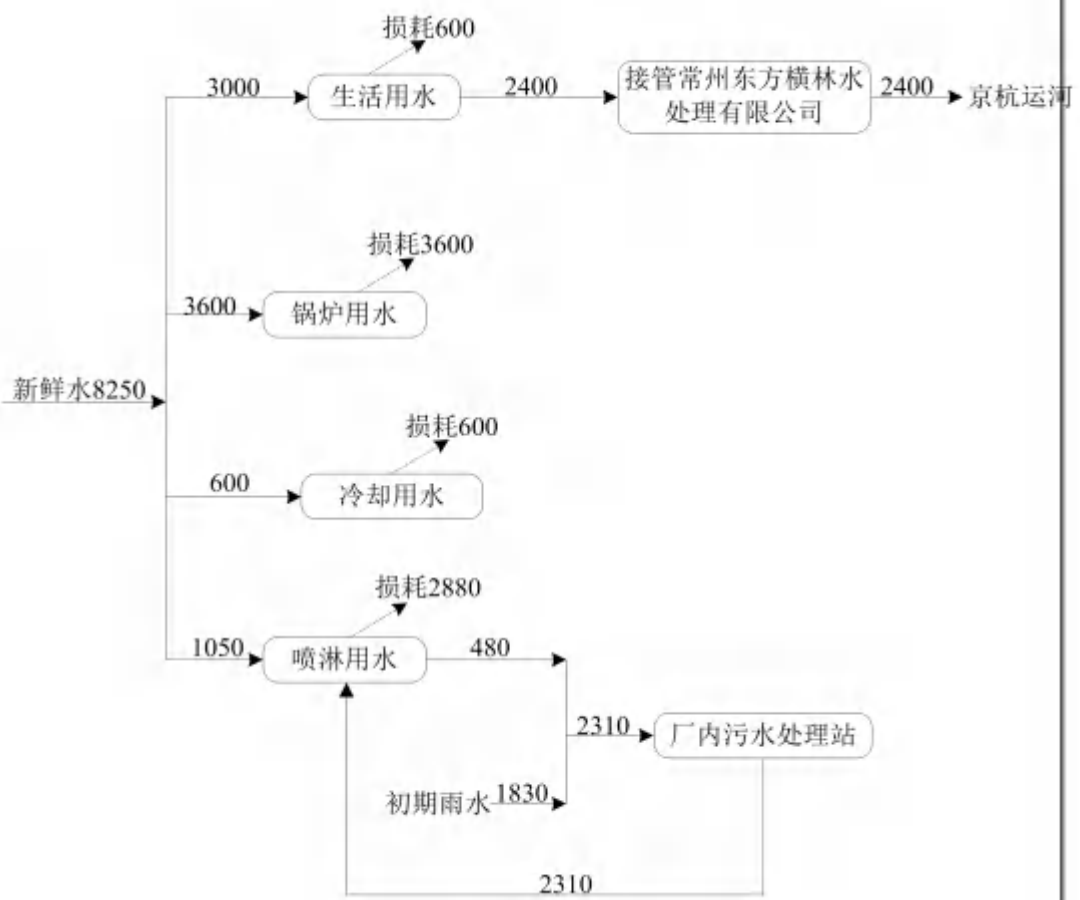 损耗600
3000
生活用水
2400
接管常州东方横林水
处理有限公司
2400
京杭运河
损耗3600
3600
锅炉用水
新鲜水8250
损耗600
600
冷却用水
损耗2880
1050
喷淋用水
480
2310
厂内污水处理站
初期雨水
1830
2310